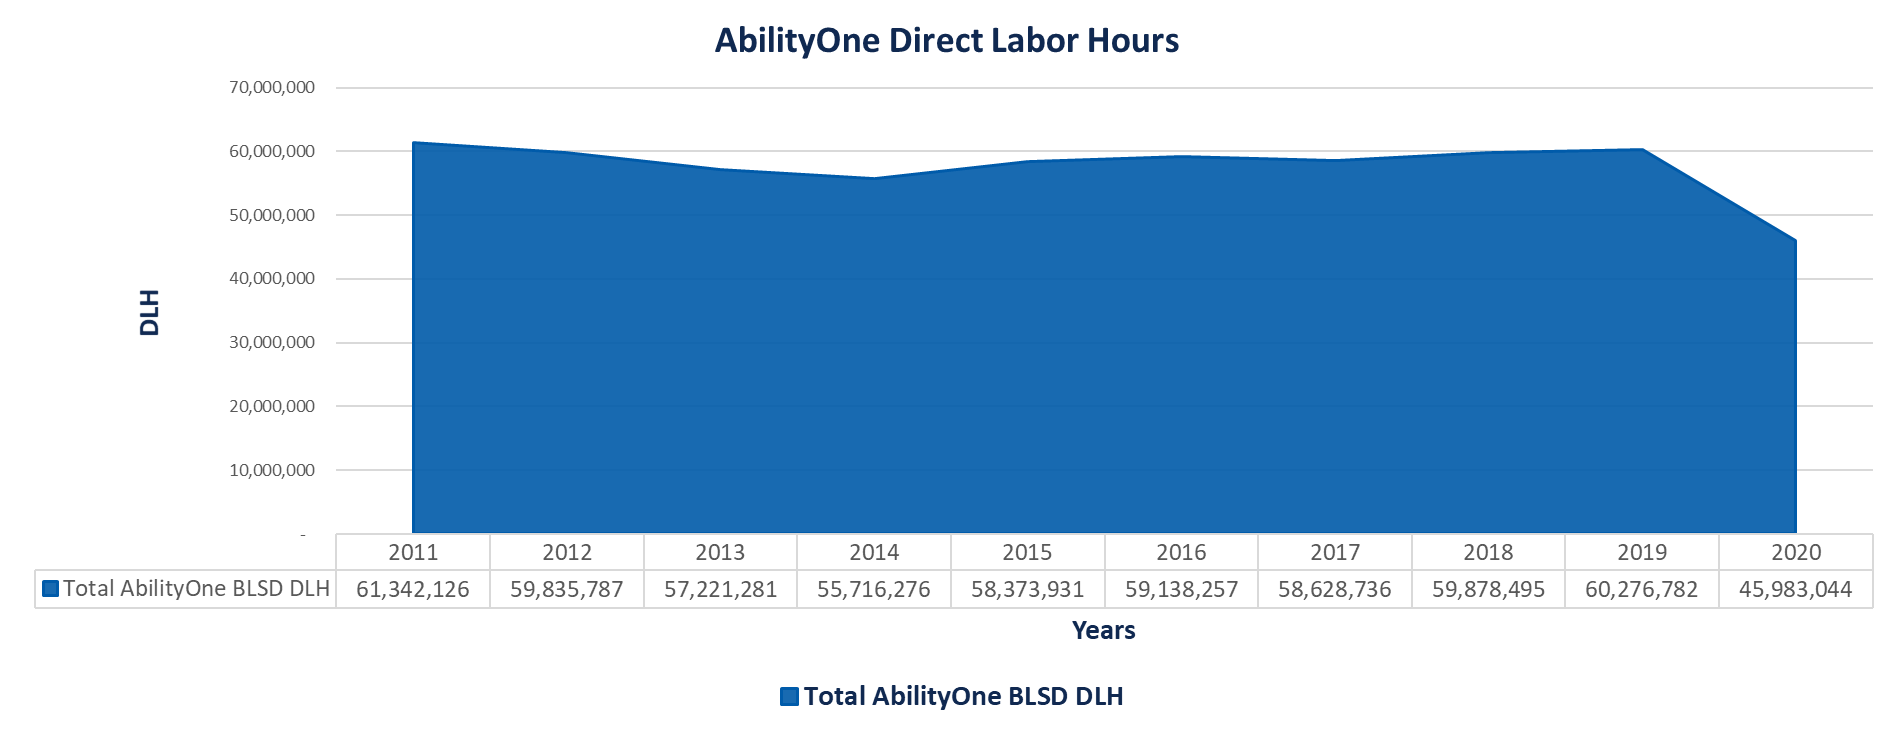 AbilityOne Direct Labor Hours
70,000,000
60,000,000
50,000,000
40,000,000
30,000,000
20,000,000
10,000,000
-
DLH
2011 2012 2013 2014 2015 2016 2017 2018 2019 2020
Total AbilityOne BLSD DLH 61,342,126 59,835,787 57,221,281 55,716,276 58,373,931 59,138,257 58,628,736 59,878,495 60,276,782 45,983,044
Years
Total AbilityOne BLSD DLH